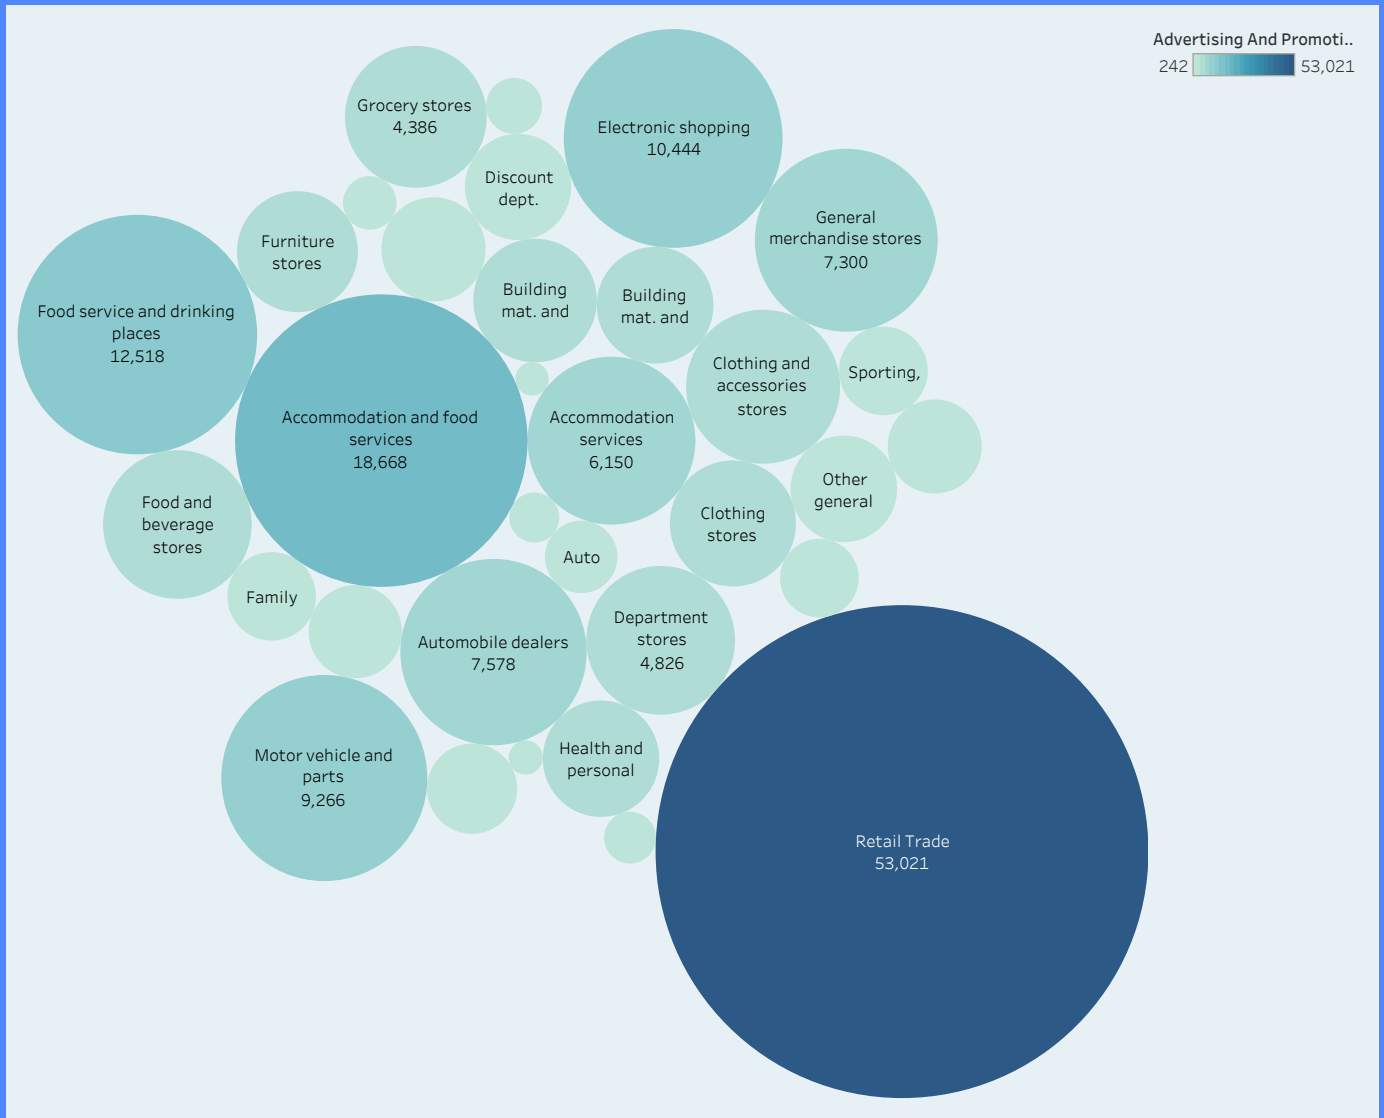 Advertising And Promoti..
242
53,021
Grocery stores
4,386
Electronic shopping
10,444
Discount
dept.
General
merchandise stores
7,300
Furniture
stores
Building
mat. and
Building
mat. and
Food service and drinking
places
12,518
Clothing and
accessories
stores
Sporting,
Accommodation and food
services
18,668
Accommodation
services
6,150
Other
general
Food and
beverage
stores
Clothing
stores
Auto
Family
Department
stores
4,826
Automobile dealers
7,578
Motor vehicle and
parts
9,266
Health and
personal
Retail Trade
53,021